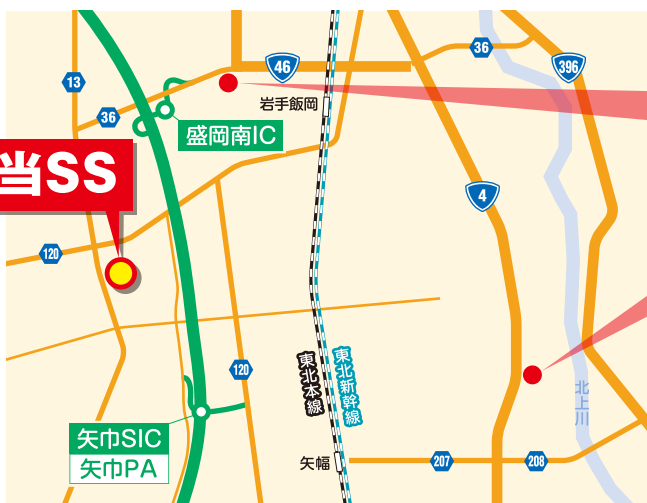 36
396
46
13
岩手飯岡
36
盛岡南IC
当SS
4
120
120
東北本線
東北新幹線
北上川
矢巾SIC
矢巾PA
矢幅
207
208